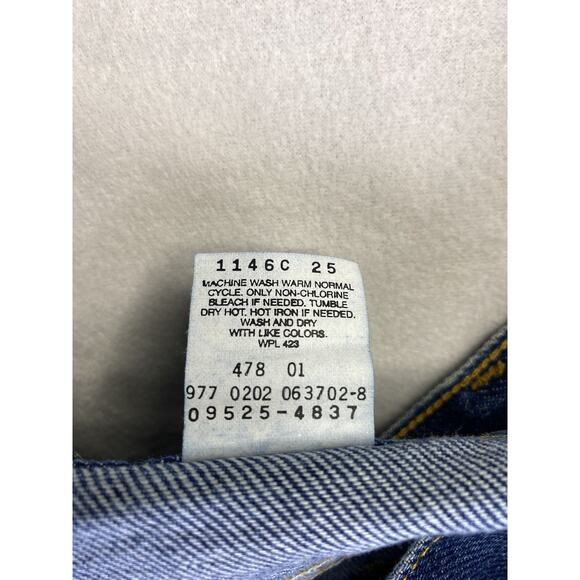 1146C 25
MACHINE WASH WARM NORMAL
CYCLE. ONLY NON-CHLORINE
BLEACH IF NEEDED. TUMBLE
DRY HOT. HOT IRON IF NEEDED.
WASH AND DRY
WITH LIKE COLORS.
WPL 423
478 01
977 0202 063702-8
09525-4837